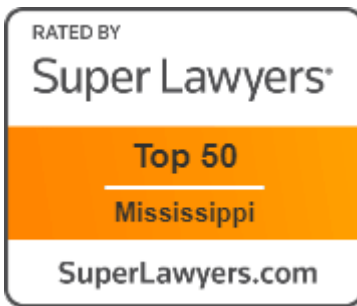 RATED BY
Super Lawyers®
Top 50
Mississippi
SuperLawyers.com